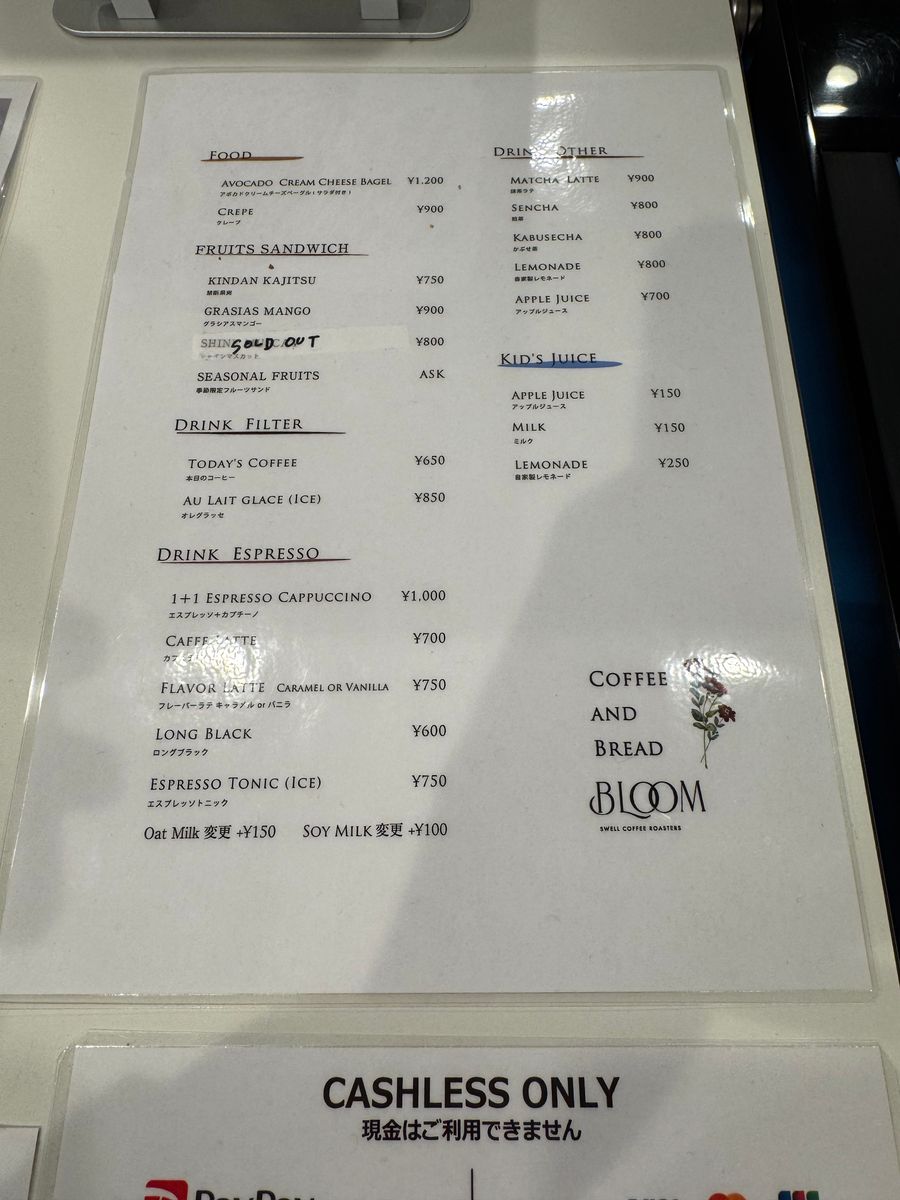 FOOD
AVOCADO CREAM CHEESE BAGEL ¥1,200
アボカドクリームチーズベーグル(サラダ付き)
CREPE ¥900
クレープ
FRUITS SANDWICH
KINDAN KAJITSU ¥750
禁断果実
GRASIAS MANGO ¥900
グラシアスマンゴー
SOLD OUT ¥800
シャインマスカット
SEASONAL FRUITS ASK
季節限定フルーツサンド
DRINK FILTER
TODAY'S COFFEE ¥650
本日のコーヒー
AU LAIT GLACE (ICE) ¥850
オレグラッセ
DRINK ESPRESSO
1+1 ESPRESSO CAPPUCCINO ¥1,000
エスプレッソ+カプチーノ
CAFFE LATTE ¥700
FLAVOR LATTE CARAMEL OR VANILLA ¥750
フレーバーラテ キャラメル or バニラ
LONG BLACK ¥600
ロングブラック
ESPRESSO TONIC (ICE) ¥750
エスプレッソトニック
Oat Milk 変更 +¥150 SOY MILK 変更 +¥100
DRINK OTHER
MATCHA LATTE ¥900
抹茶ラテ
SENCHA ¥800
煎茶
KABUSECHA ¥800
かぶせ茶
LEMONADE ¥800
自家製レモネード
APPLE JUICE ¥700
アップルジュース
KID'S JUICE
APPLE JUICE ¥150
アップルジュース
MILK ¥150
ミルク
LEMONADE ¥250
自家製レモネード
COFFEE
AND
BREAD
BLOOM
SWELL COFFEE ROASTERS
CASHLESS ONLY
現金はご利用できません
PayPay